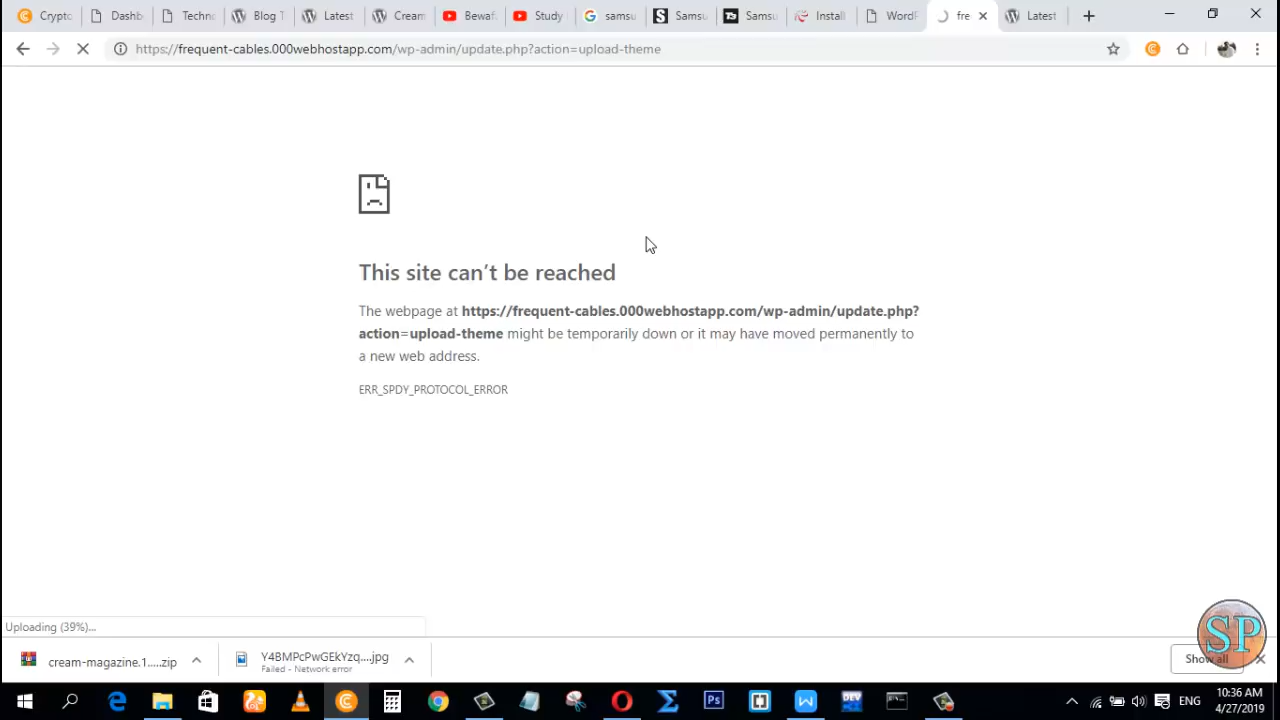 Crypto
Dashb
Techno
Blog T
Latest
Cream
Bewaf
Study
samsu
Samsu
Samsu
Install
WordF
fre
Latest
https://frequent-cables.000webhostapp.com/wp-admin/update.php?action=upload-theme
This site can't be reached
The webpage at https://frequent-cables.000webhostapp.com/wp-admin/update.php?
action=upload-theme might be temporarily down or it may have moved permanently to
a new web address.
ERR_SPDY_PROTOCOL_ERROR
Uploading (39%)...
cream-magazine.1.....zip
Y4BMPcPwGEkYzq....jpg
Failed - Network error
Show all
SP
ENG
10:36 AM
4/27/2019